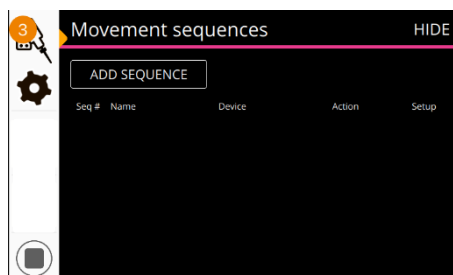 3
Movement sequences HIDE
ADD SEQUENCE
Seq # Name Device Action Setup